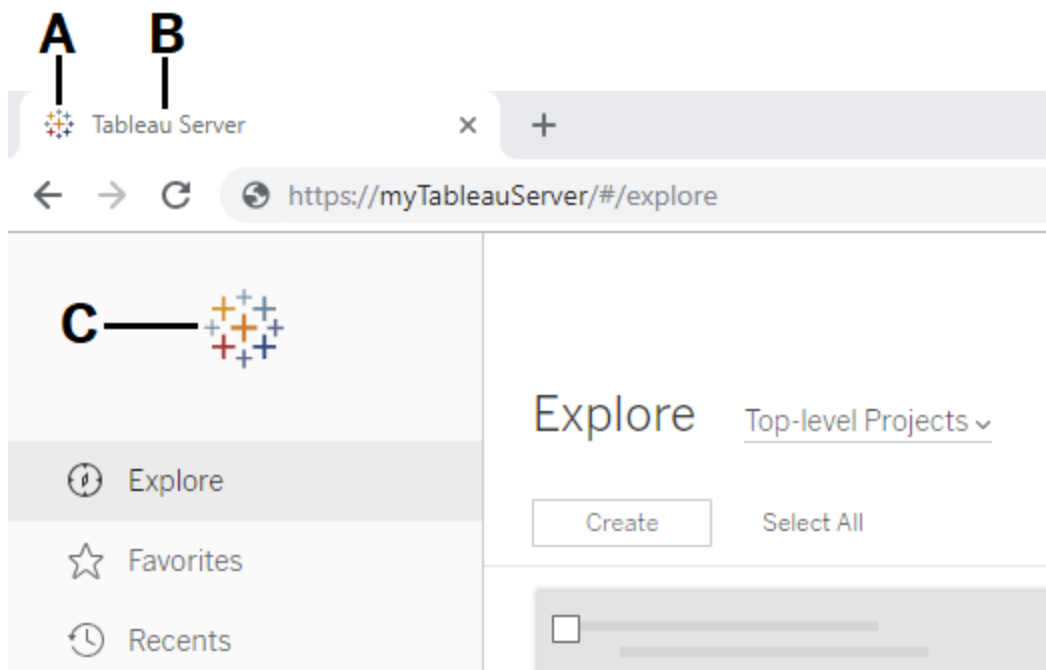 A B
Tableau Server
https://myTableauServer/#/explore
C
Explore Top-level Projects
Explore
Create Select All
Favorites
Recents